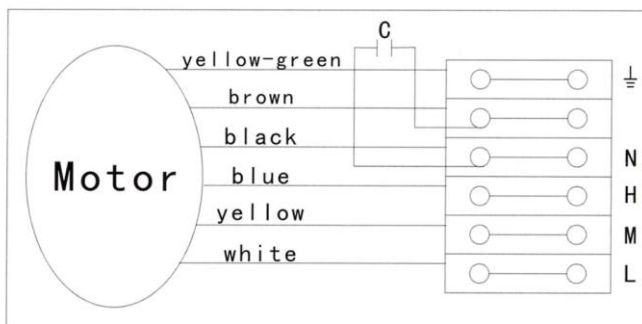 C
yellow-green
brown
black N
Motor blue H
yellow M
white L